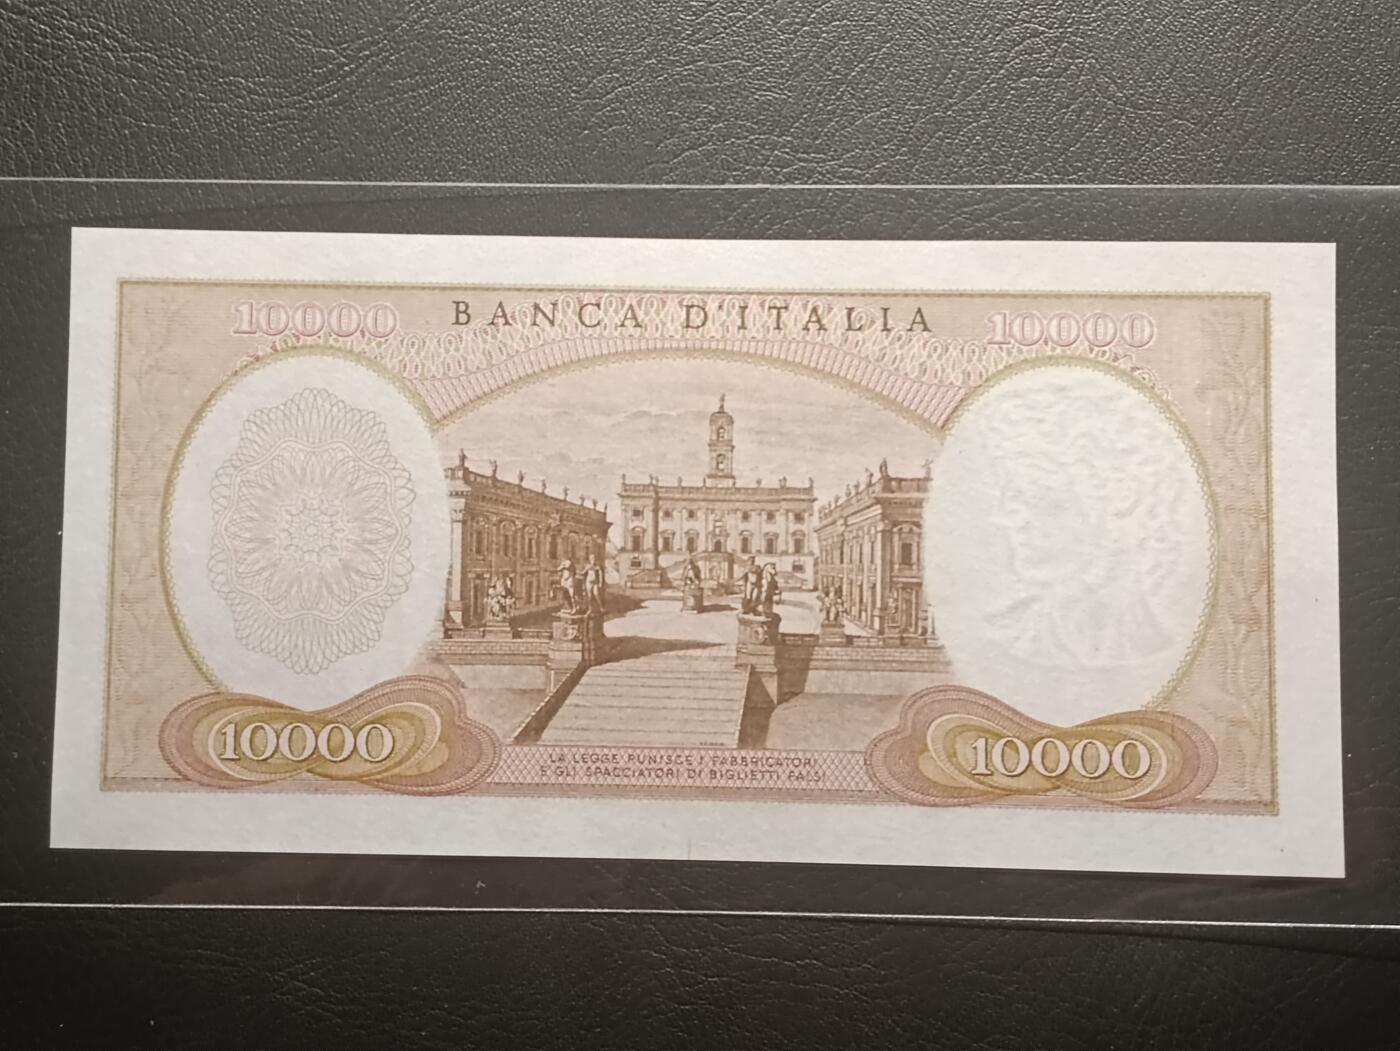 10000 BANCA D'ITALIA 10000
10000
10000
LA LEGGE PUNISCE I FABBRICATORI
E GLI SPACCIATORI DI BIGLIETTI FALSI